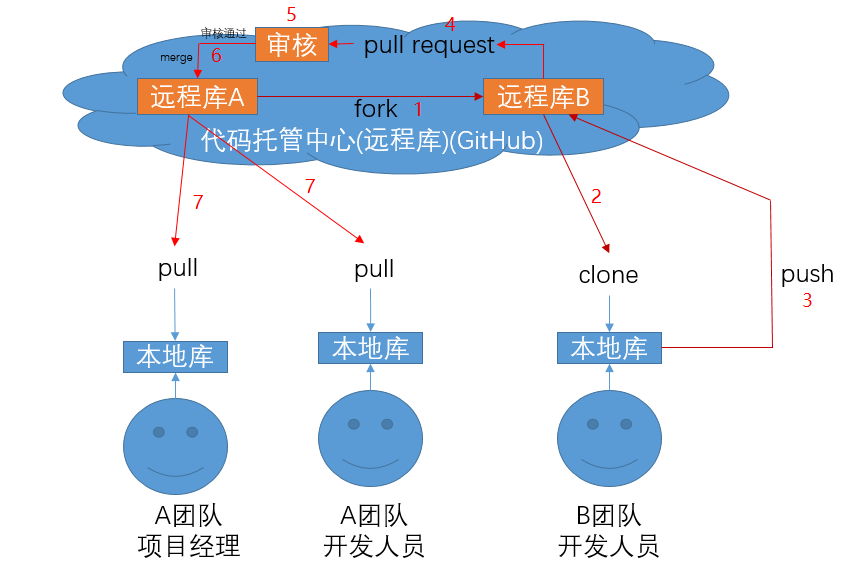 5
审核通过
审核
4
pull request
merge
6
远程库A
fork
1
远程库B
代码托管中心(远程库)(GitHub)
7
7
2
pull
pull
clone
push
3
本地库
本地库
本地库
A团队
项目经理
A团队
开发人员
B团队
开发人员